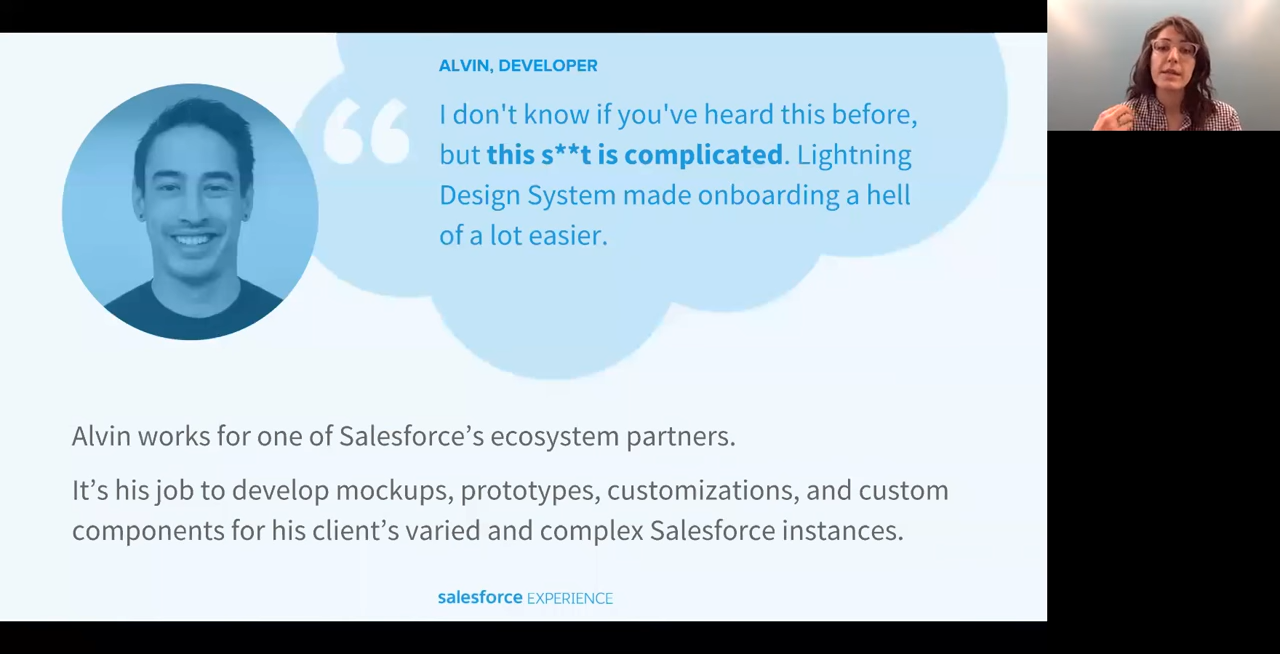 ALVIN, DEVELOPER
“
I don't know if you've heard this before,
but this s**t is complicated. Lightning
Design System made onboarding a hell
of a lot easier.
Alvin works for one of Salesforce’s ecosystem partners.
It’s his job to develop mockups, prototypes, customizations, and custom
components for his client’s varied and complex Salesforce instances.
salesforce EXPERIENCE